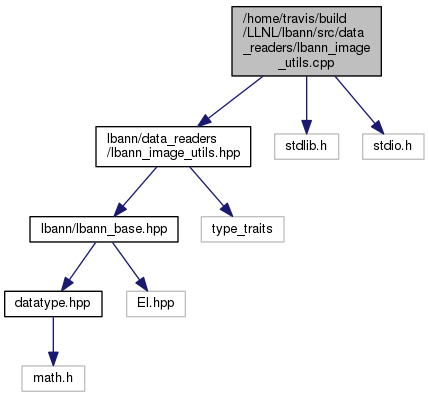 /home/travis/build
/LLNL/lbann/src/data
_readers/lbann_image
_utils.cpp
lbann/data_readers
/lbann_image_utils.hpp
stdlib.h
stdio.h
lbann/lbann_base.hpp
type_traits
datatype.hpp
El.hpp
math.h